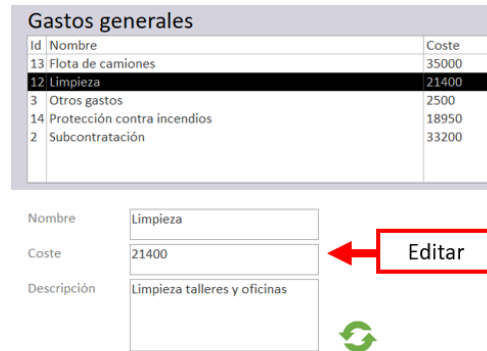 Gastos generales
Id Nombre Coste
13 Flota de camiones 35000
12 Limpieza 21400
3 Otros gastos 2500
14 Protección contra incendios 18950
2 Subcontratación 33200
Nombre Limpieza
Coste 21400
Editar
Descripción Limpieza talleres y oficinas